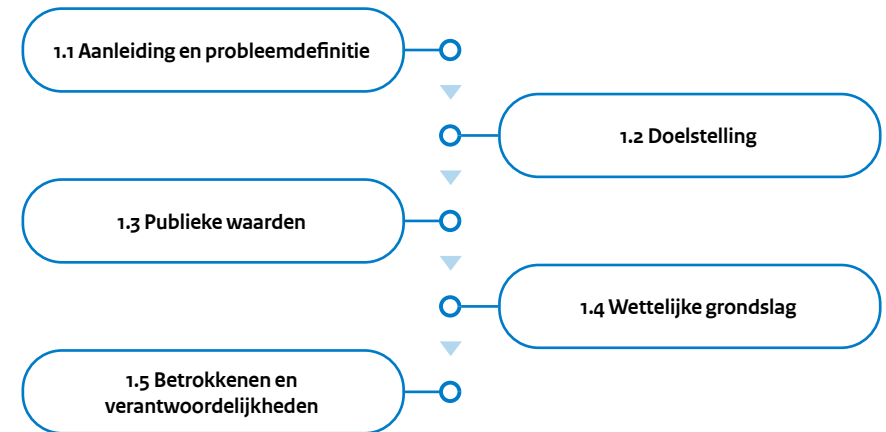 1.1 Aanleiding en probleemdefinitie
1.2 Doelstelling
1.3 Publieke waarden
1.4 Wettelijke grondslag
1.5 Betrokkenen en
verantwoordelijkheden